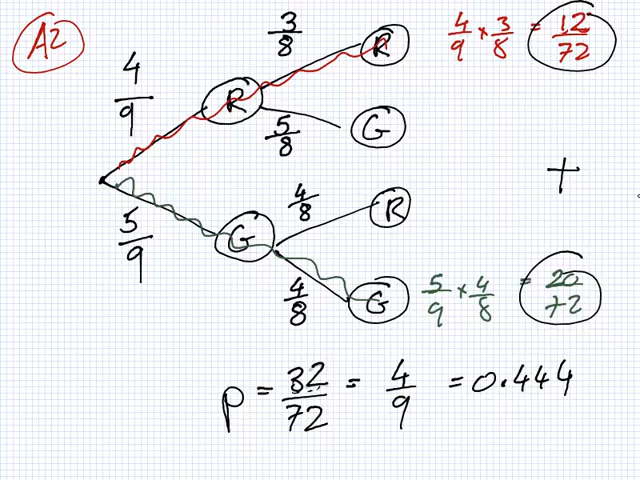 A2
3/8
4/9 × 3/8 = 12/72
R
4/9
R
5/8
G
+
4/8
R
5/9
G
4/8
G
5/9 × 4/8 = 20/72
p = 32/72 = 4/9 = 0.444